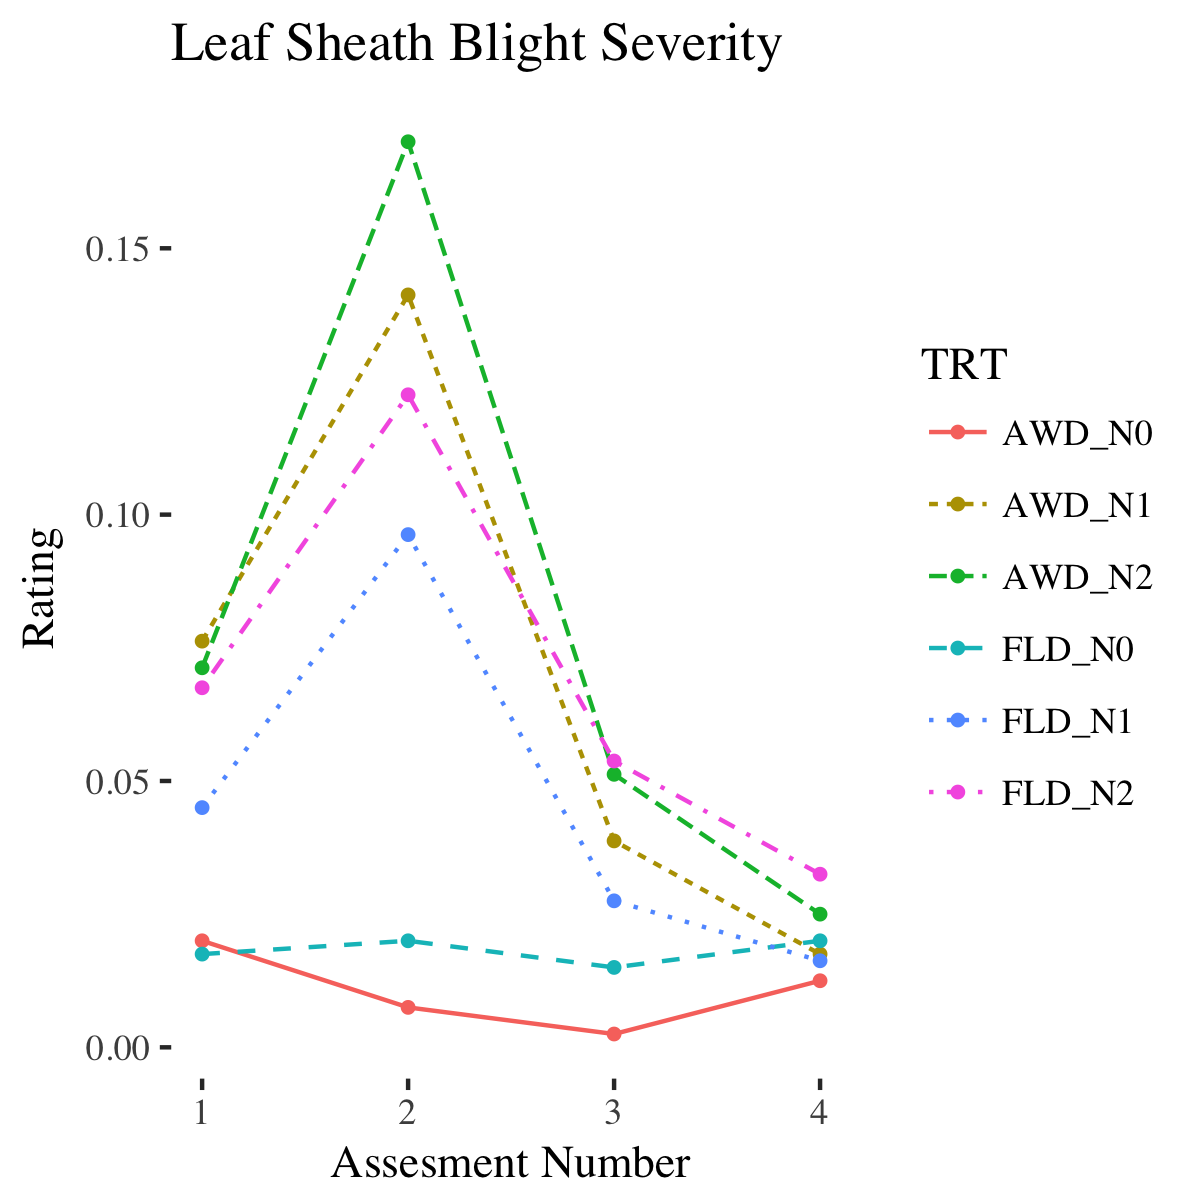 Leaf Sheath Blight Severity
0.15
0.10
0.05
0.00
Rating
1 2 3 4
Assesment Number
TRT
AWD_N0
AWD_N1
AWD_N2
FLD_N0
FLD_N1
FLD_N2